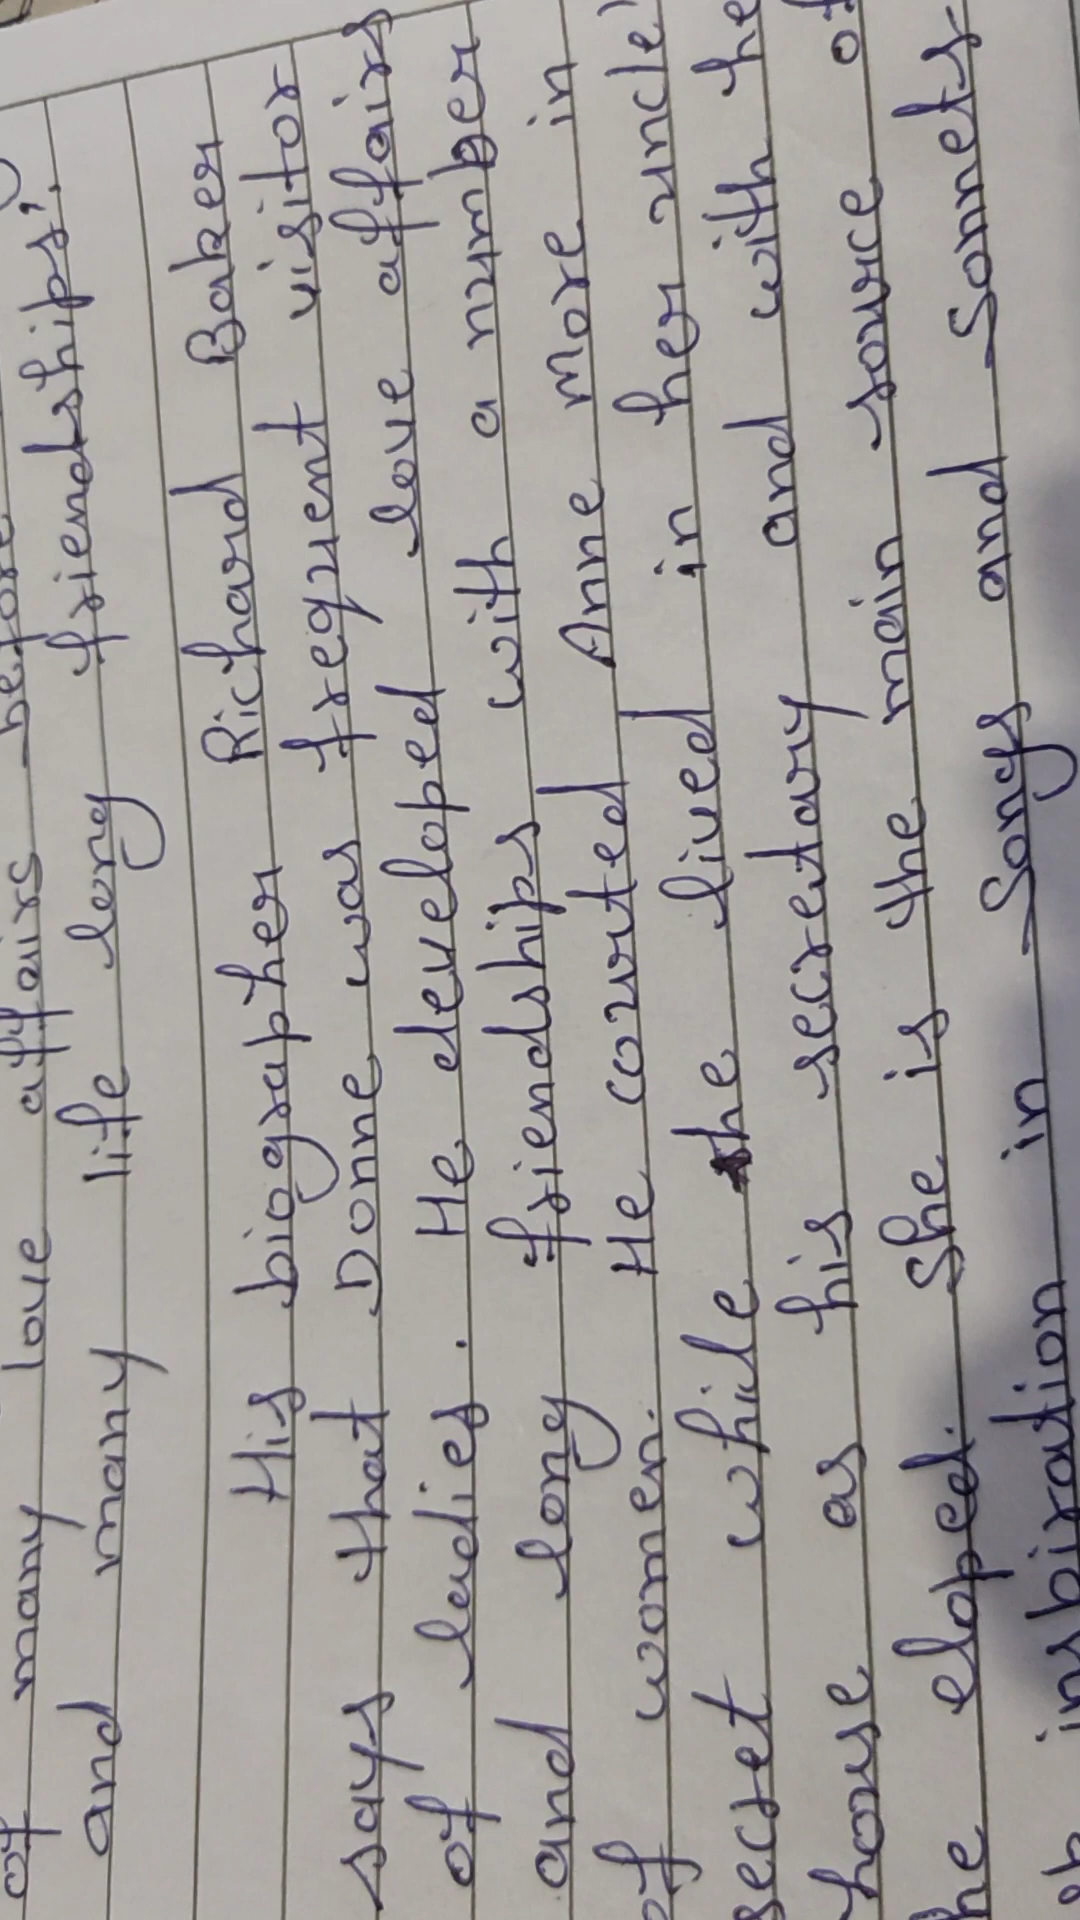 of many love affairs before
and many life long friendships'.
His biographer Richard Baker
says that Donne was frequent visitor
of ladies. He developed love affairs
and long friendships with a number
of women. He courted Anne More in
secret while she lived in her uncle'
house as his secretary and with he
he eloped. She is the main source of
inspiration in Songs and Sonnets